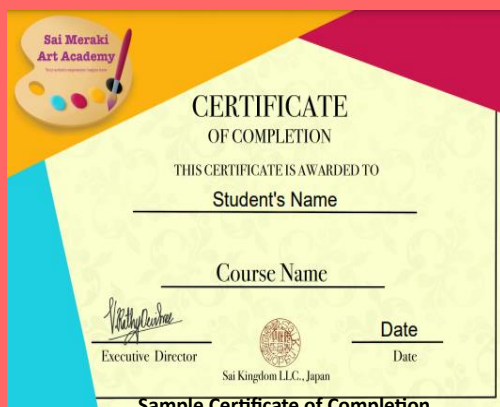 Sai Meraki
Art Academy
CERTIFICATE
OF COMPLETION
THIS CERTIFICATE IS AWARDED TO
Student's Name
Course Name
Date
Executive Director
Date
Sai Kingdom LLC., Japan
Sample Certificate of Completion